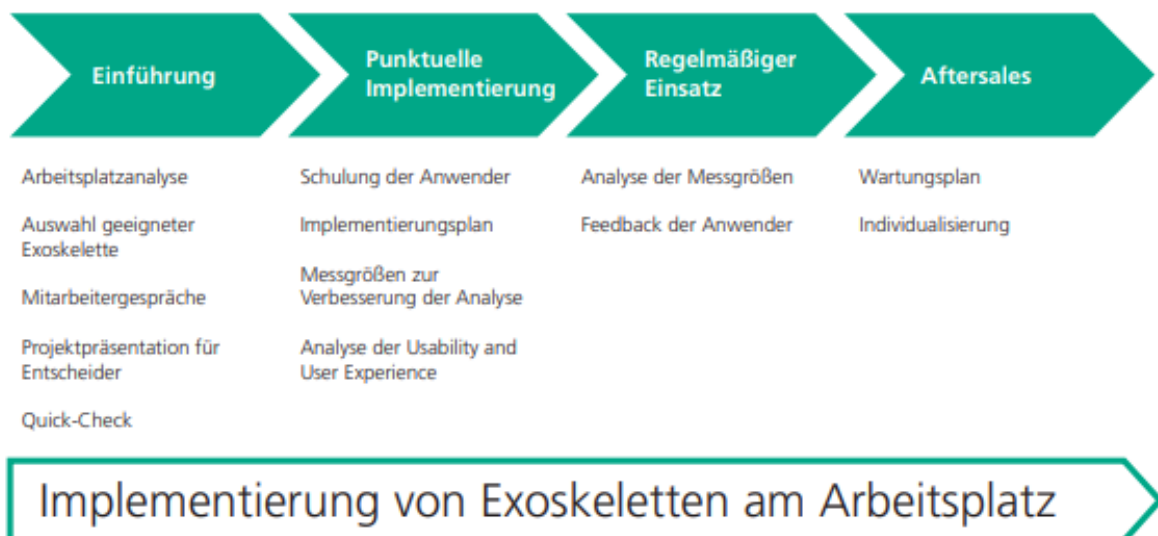 Einführung
Punktuelle
Implementierung
Regelmäßiger
Einsatz
Aftersales
Arbeitsplatzanalyse
Auswahl geeigneter
Exoskelette
Mitarbeitergespräche
Projektpräsentation für
Entscheider
Quick-Check
Schulung der Anwender
Implementierungsplan
Messgrößen zur
Verbesserung der Analyse
Analyse der Usability and
User Experience
Analyse der Messgrößen
Feedback der Anwender
Wartungsplan
Individualisierung
Implementierung von Exoskeletten am Arbeitsplatz